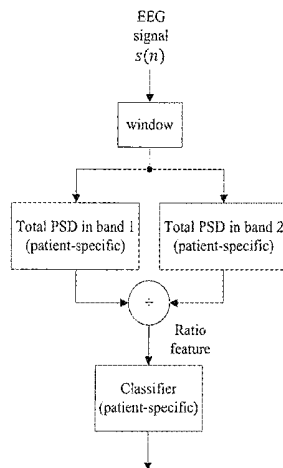 EEG
signal
s(n)
window
Total PSD in band 1
(patient-specific)
Total PSD in band 2
(patient-specific)
÷
Ratio
feature
Classifier
(patient-specific)